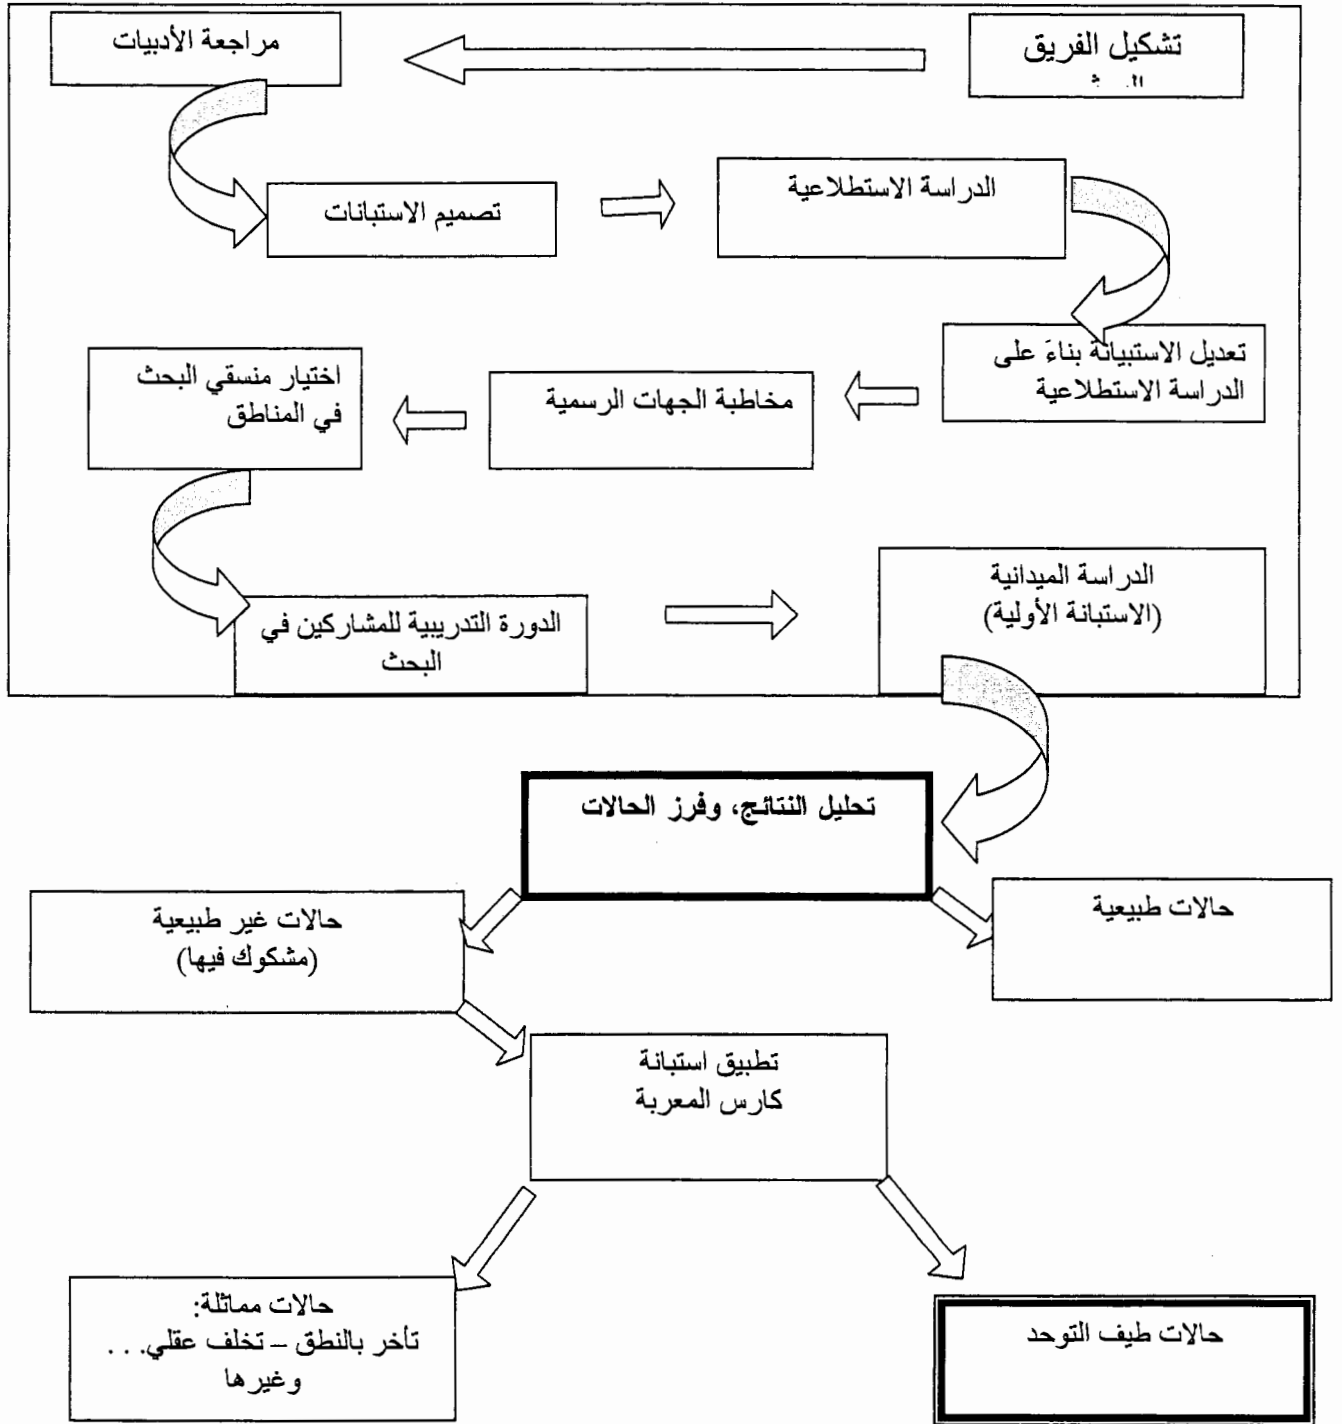 تشكيل الفريق
مراجعة الأدبيات
تصميم الاستبانات
الدراسة الاستطلاعية
تعديل الاستبيانة بناءَ على
الدراسة الاستطلاعية
مخاطبة الجهات الرسمية
اختيار منسقي البحث
في المناطق
الدورة التدريبية للمشاركين في
البحث
الدراسة الميدانية
(الاستبانة الأولية)
تحليل النتائج، وفرز الحالات
حالات طبيعية
حالات غير طبيعية
(مشكوك فيها)
تطبيق استبانة
كارس المعربة
حالات طيف التوحد
حالات مماثلة:
تأخر بالنطق – تخلف عقلي. . .
وغيرها